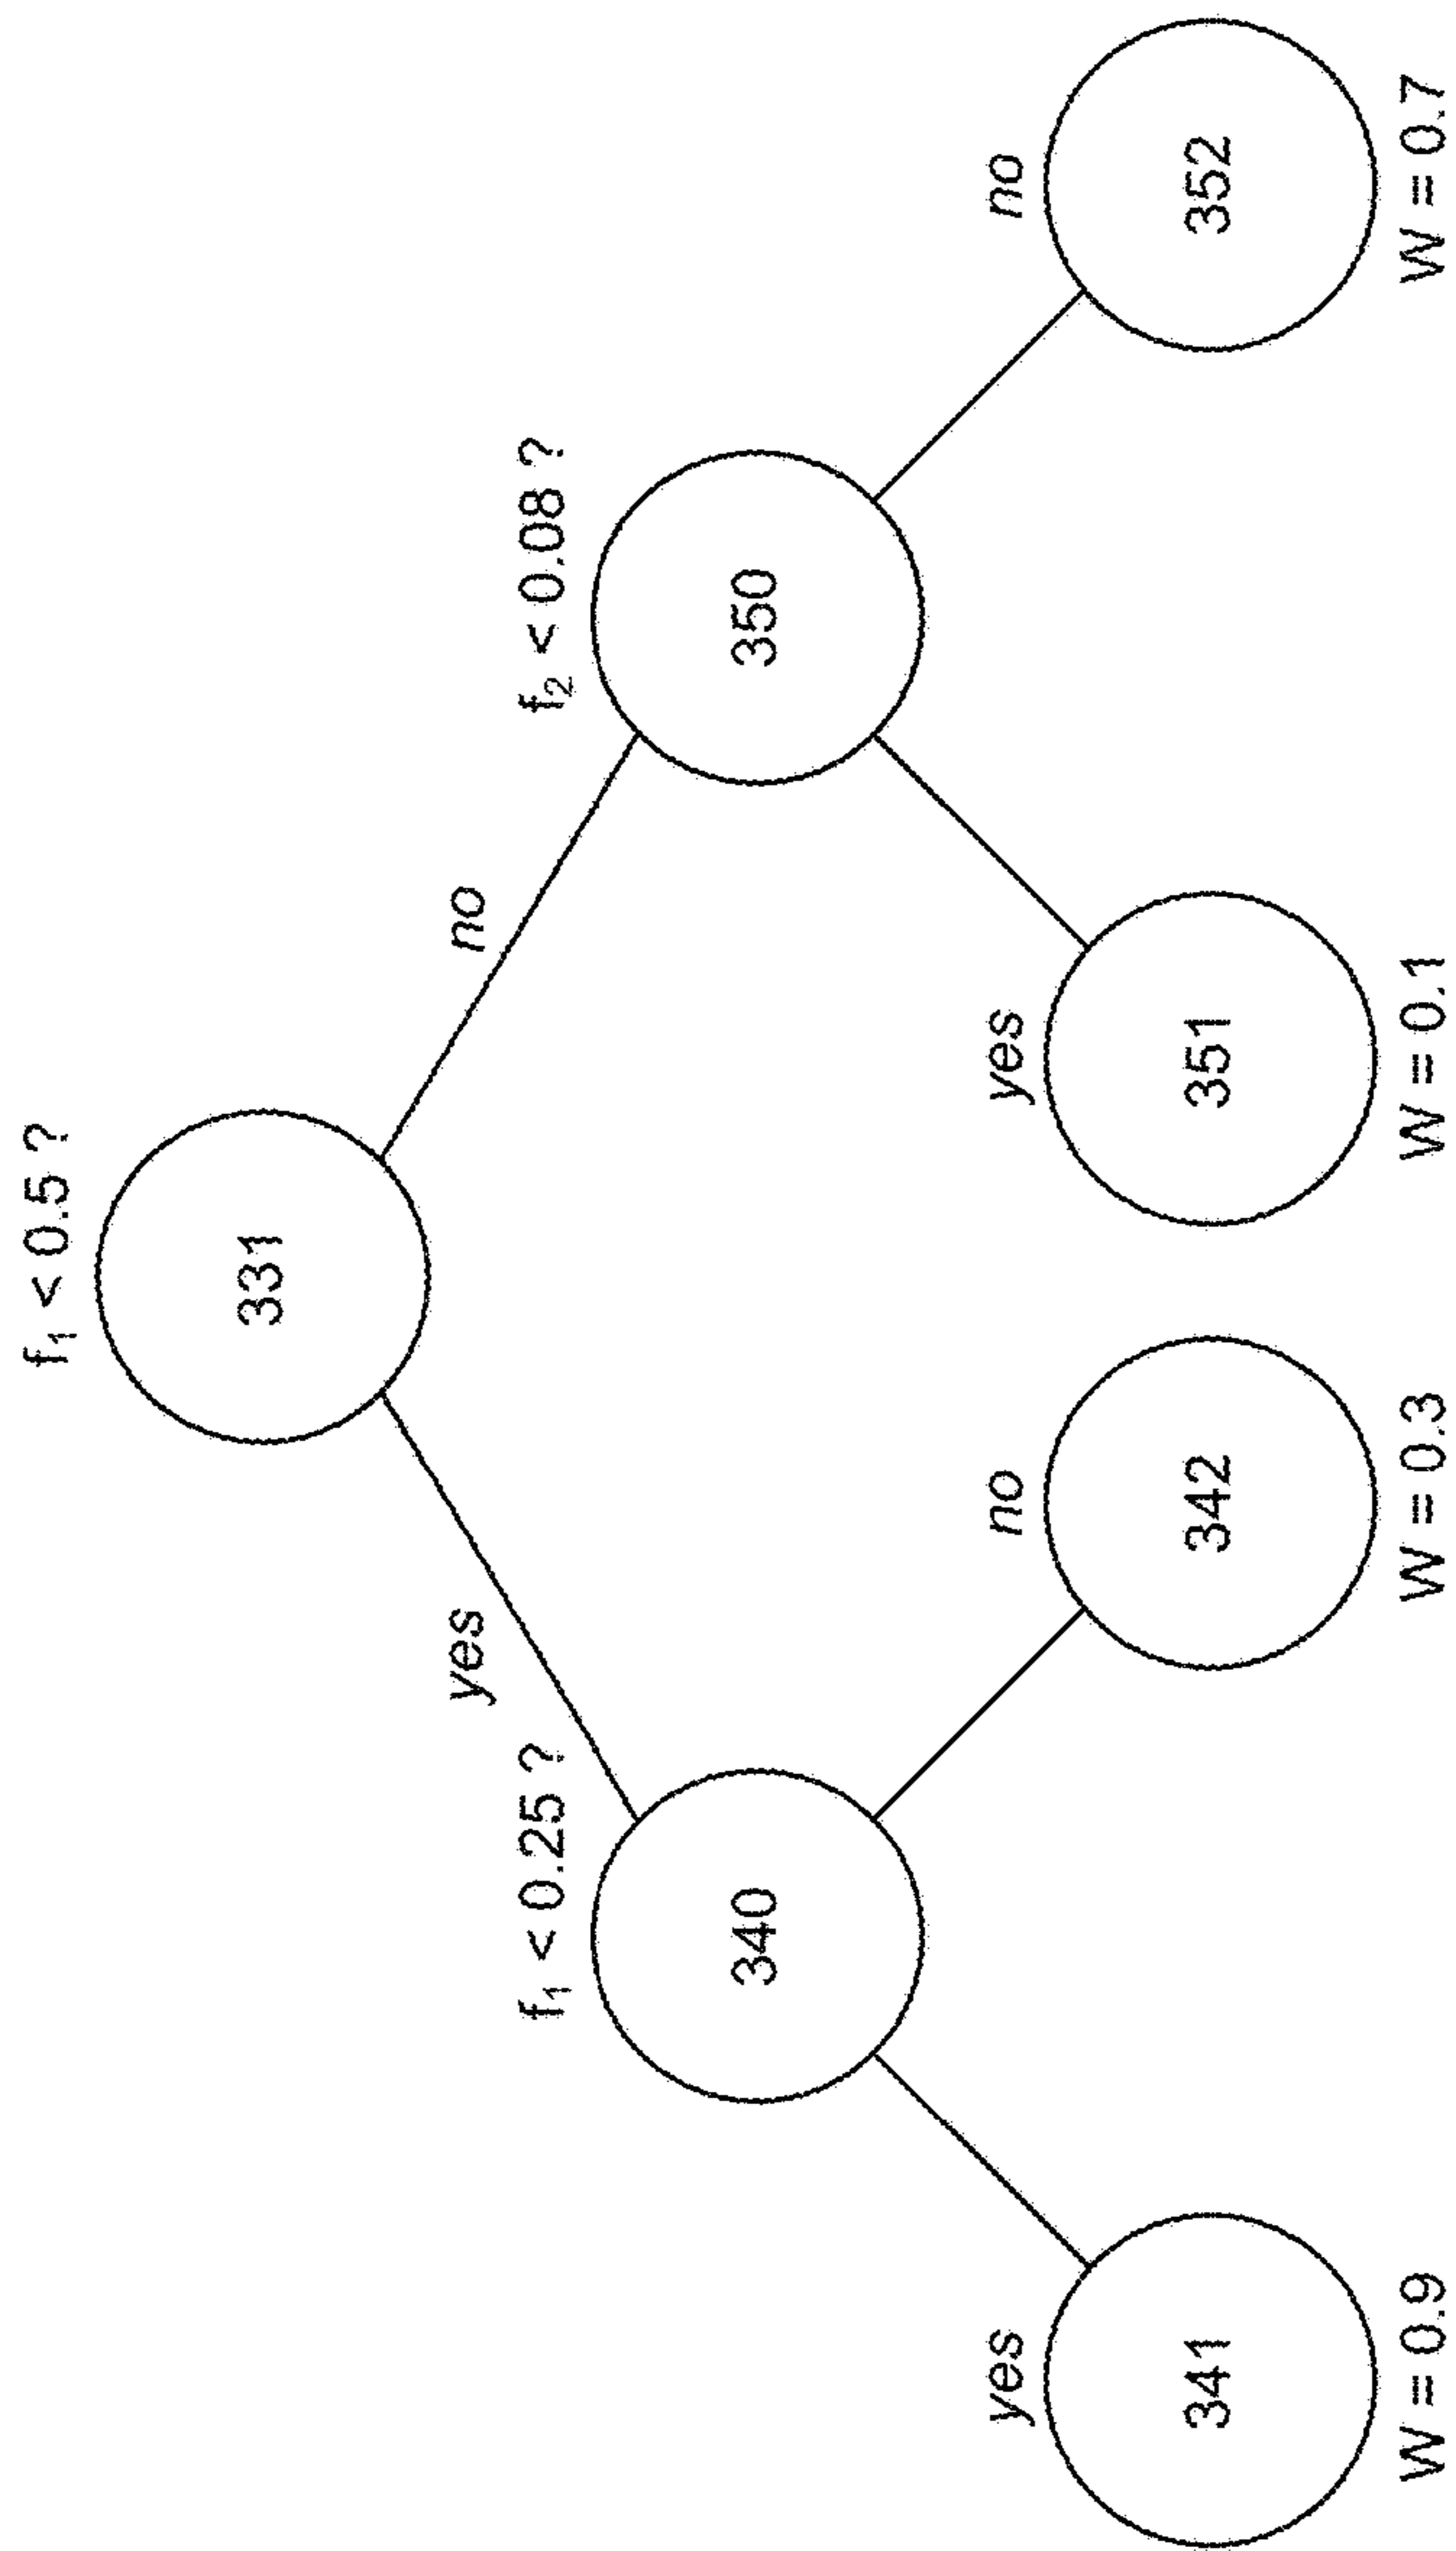 f₁ < 0.5 ?
331
yes
no
f₁ < 0.25 ?
f₂ < 0.08 ?
340
350
yes
no
yes
no
341
342
351
352
W = 0.9
W = 0.3
W = 0.1
W = 0.7